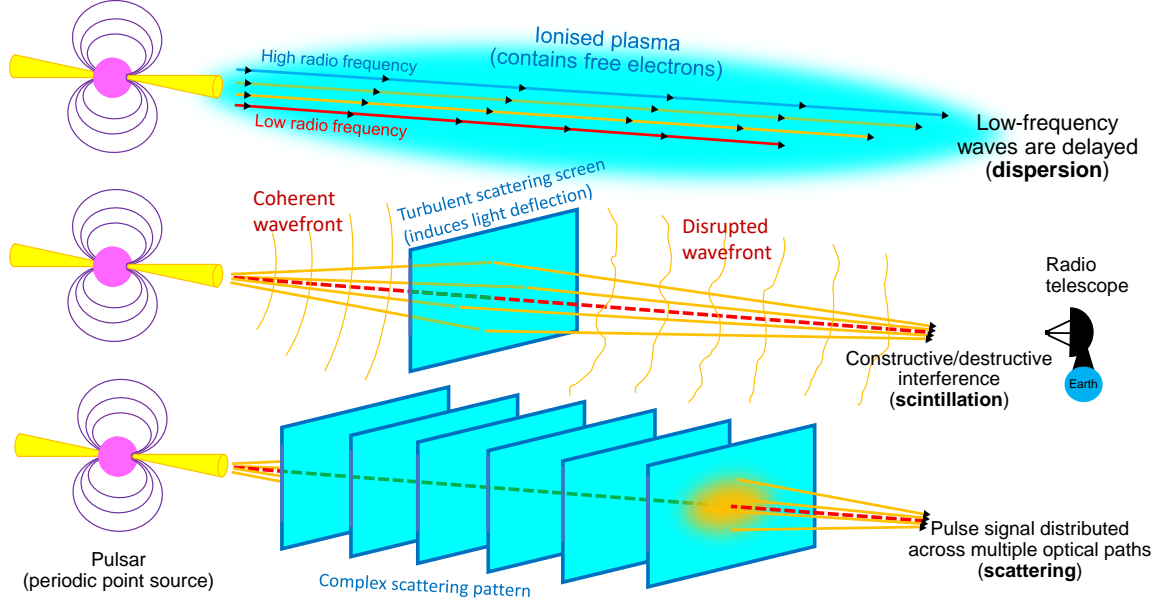 Ionised plasma
(contains free electrons)
High radio frequency
Low radio frequency
Low-frequency
waves are delayed
(dispersion)
Coherent
wavefront
Turbulent scattering screen
(induces light deflection)
Disrupted
wavefront
Radio
telescope
Earth
Constructive/destructive
interference
(scintillation)
Pulsar
(periodic point source)
Complex scattering pattern
Pulse signal distributed
across multiple optical paths
(scattering)